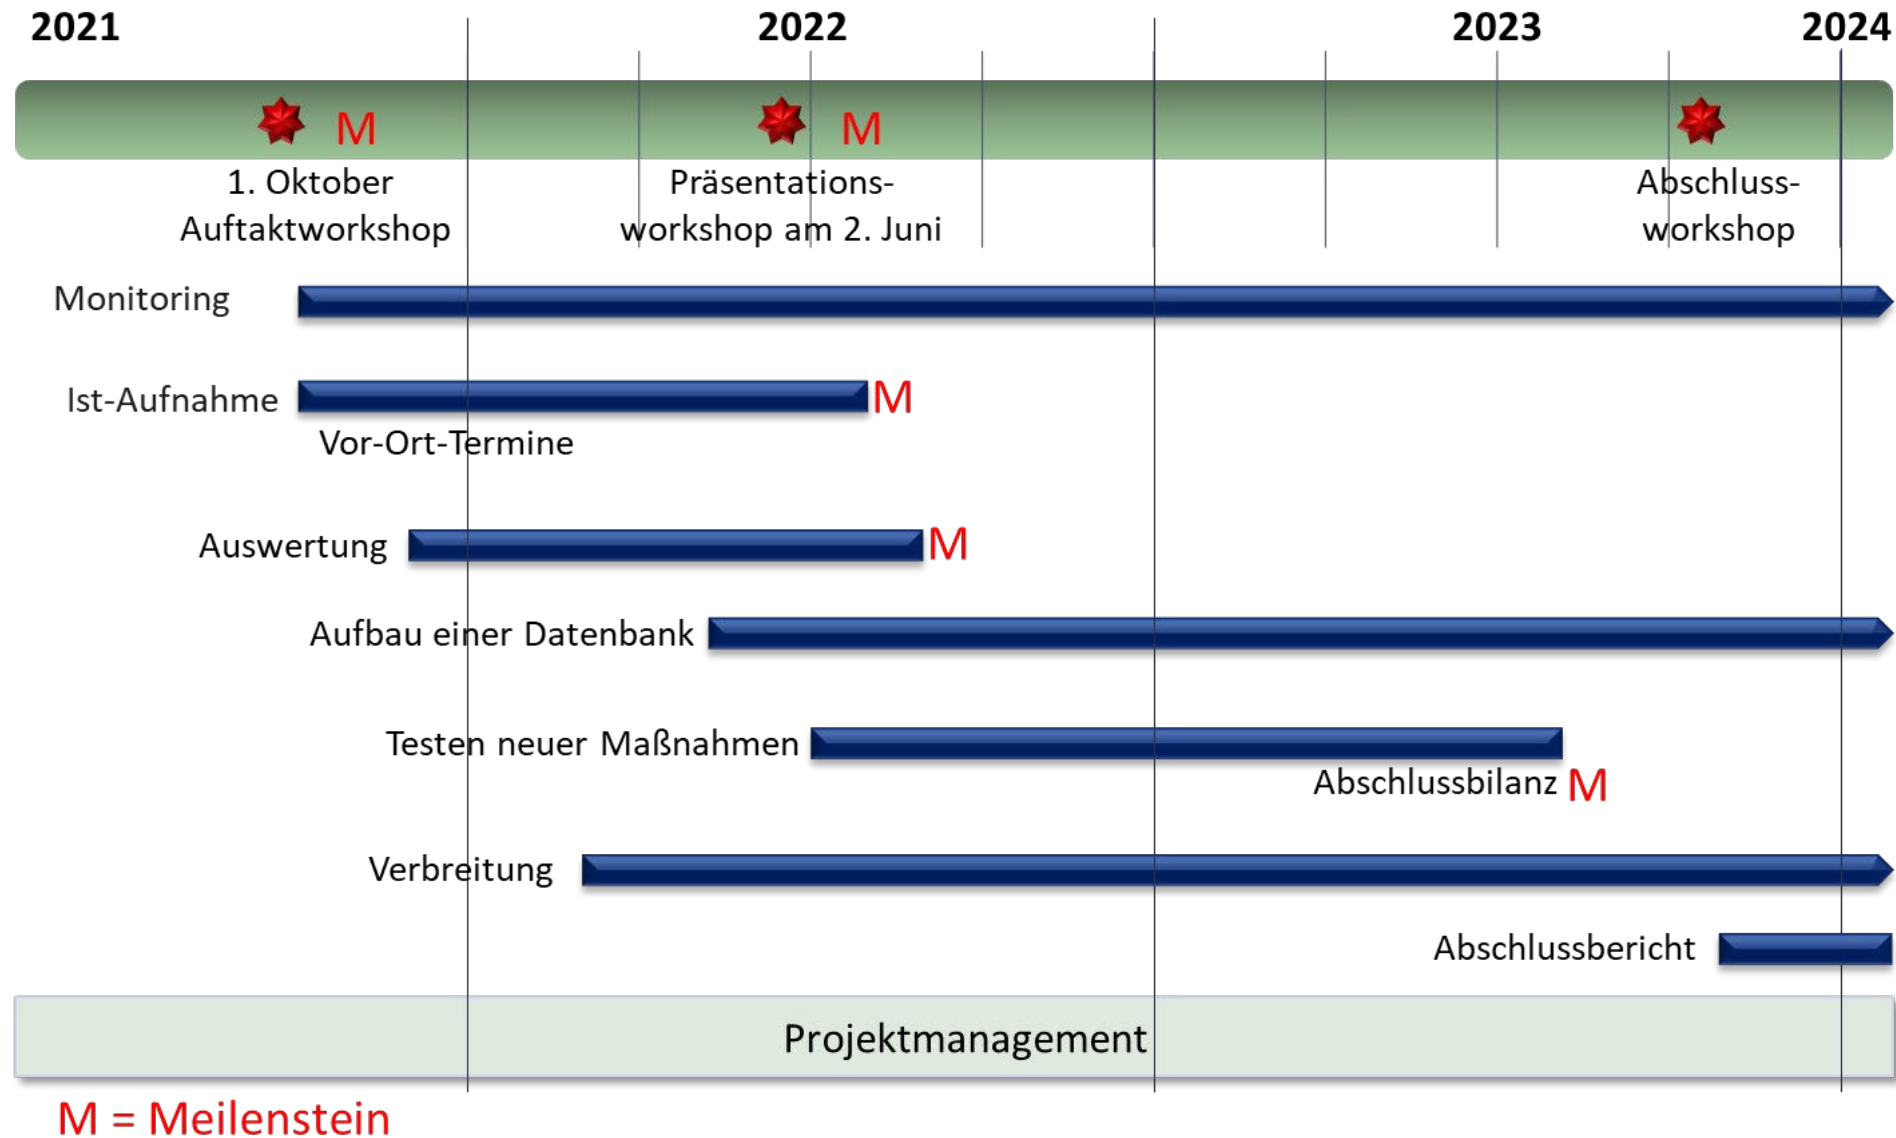 2021 2022 2023 2024
M M
1. Oktober Präsentations- Abschluss-
Auftaktworkshop workshop am 2. Juni workshop
Monitoring
Ist-Aufnahme M
Vor-Ort-Termine
Auswertung M
Aufbau einer Datenbank
Testen neuer Maßnahmen
Abschlussbilanz M
Verbreitung
Abschlussbericht
Projektmanagement
M = Meilenstein